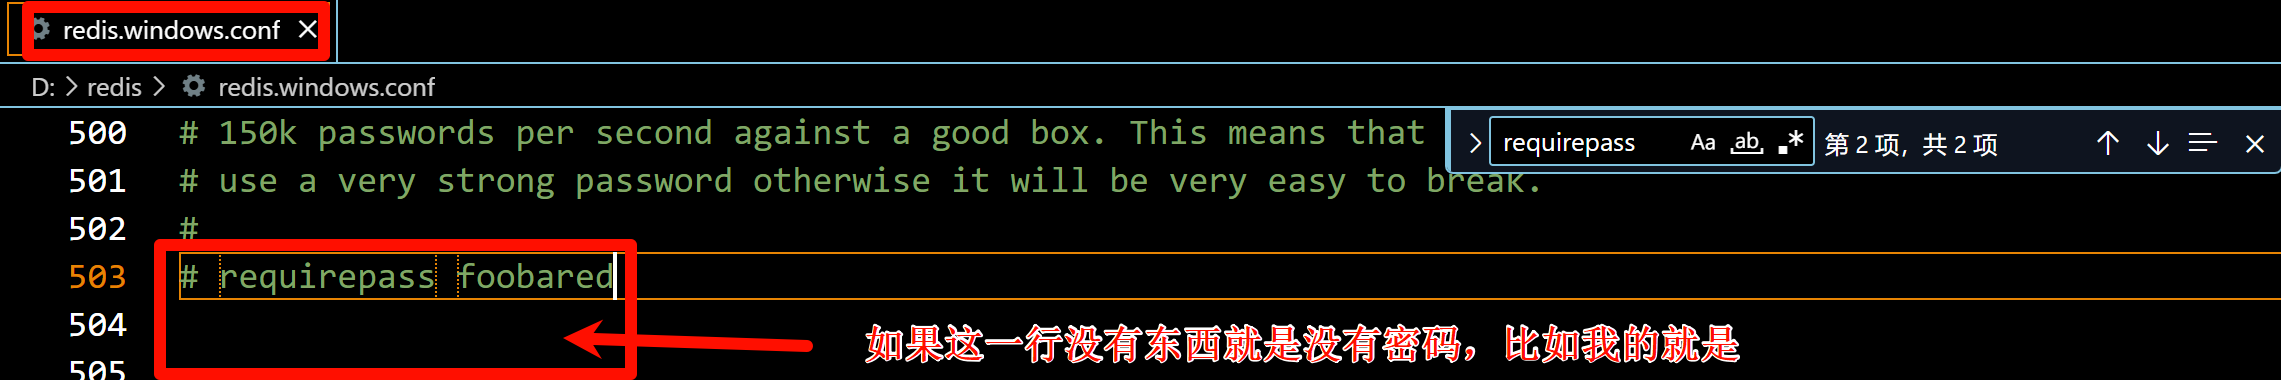 redis.windows.conf
D: > redis > redis.windows.conf
requirepass Aa ab .* 第 2 项，共 2 项
500 # 150k passwords per second against a good box. This means that
501 # use a very strong password otherwise it will be very easy to break.
502 #
503 # requirepass foobared
504
如果这一行没有东西就是没有密码，比如我的就是
505